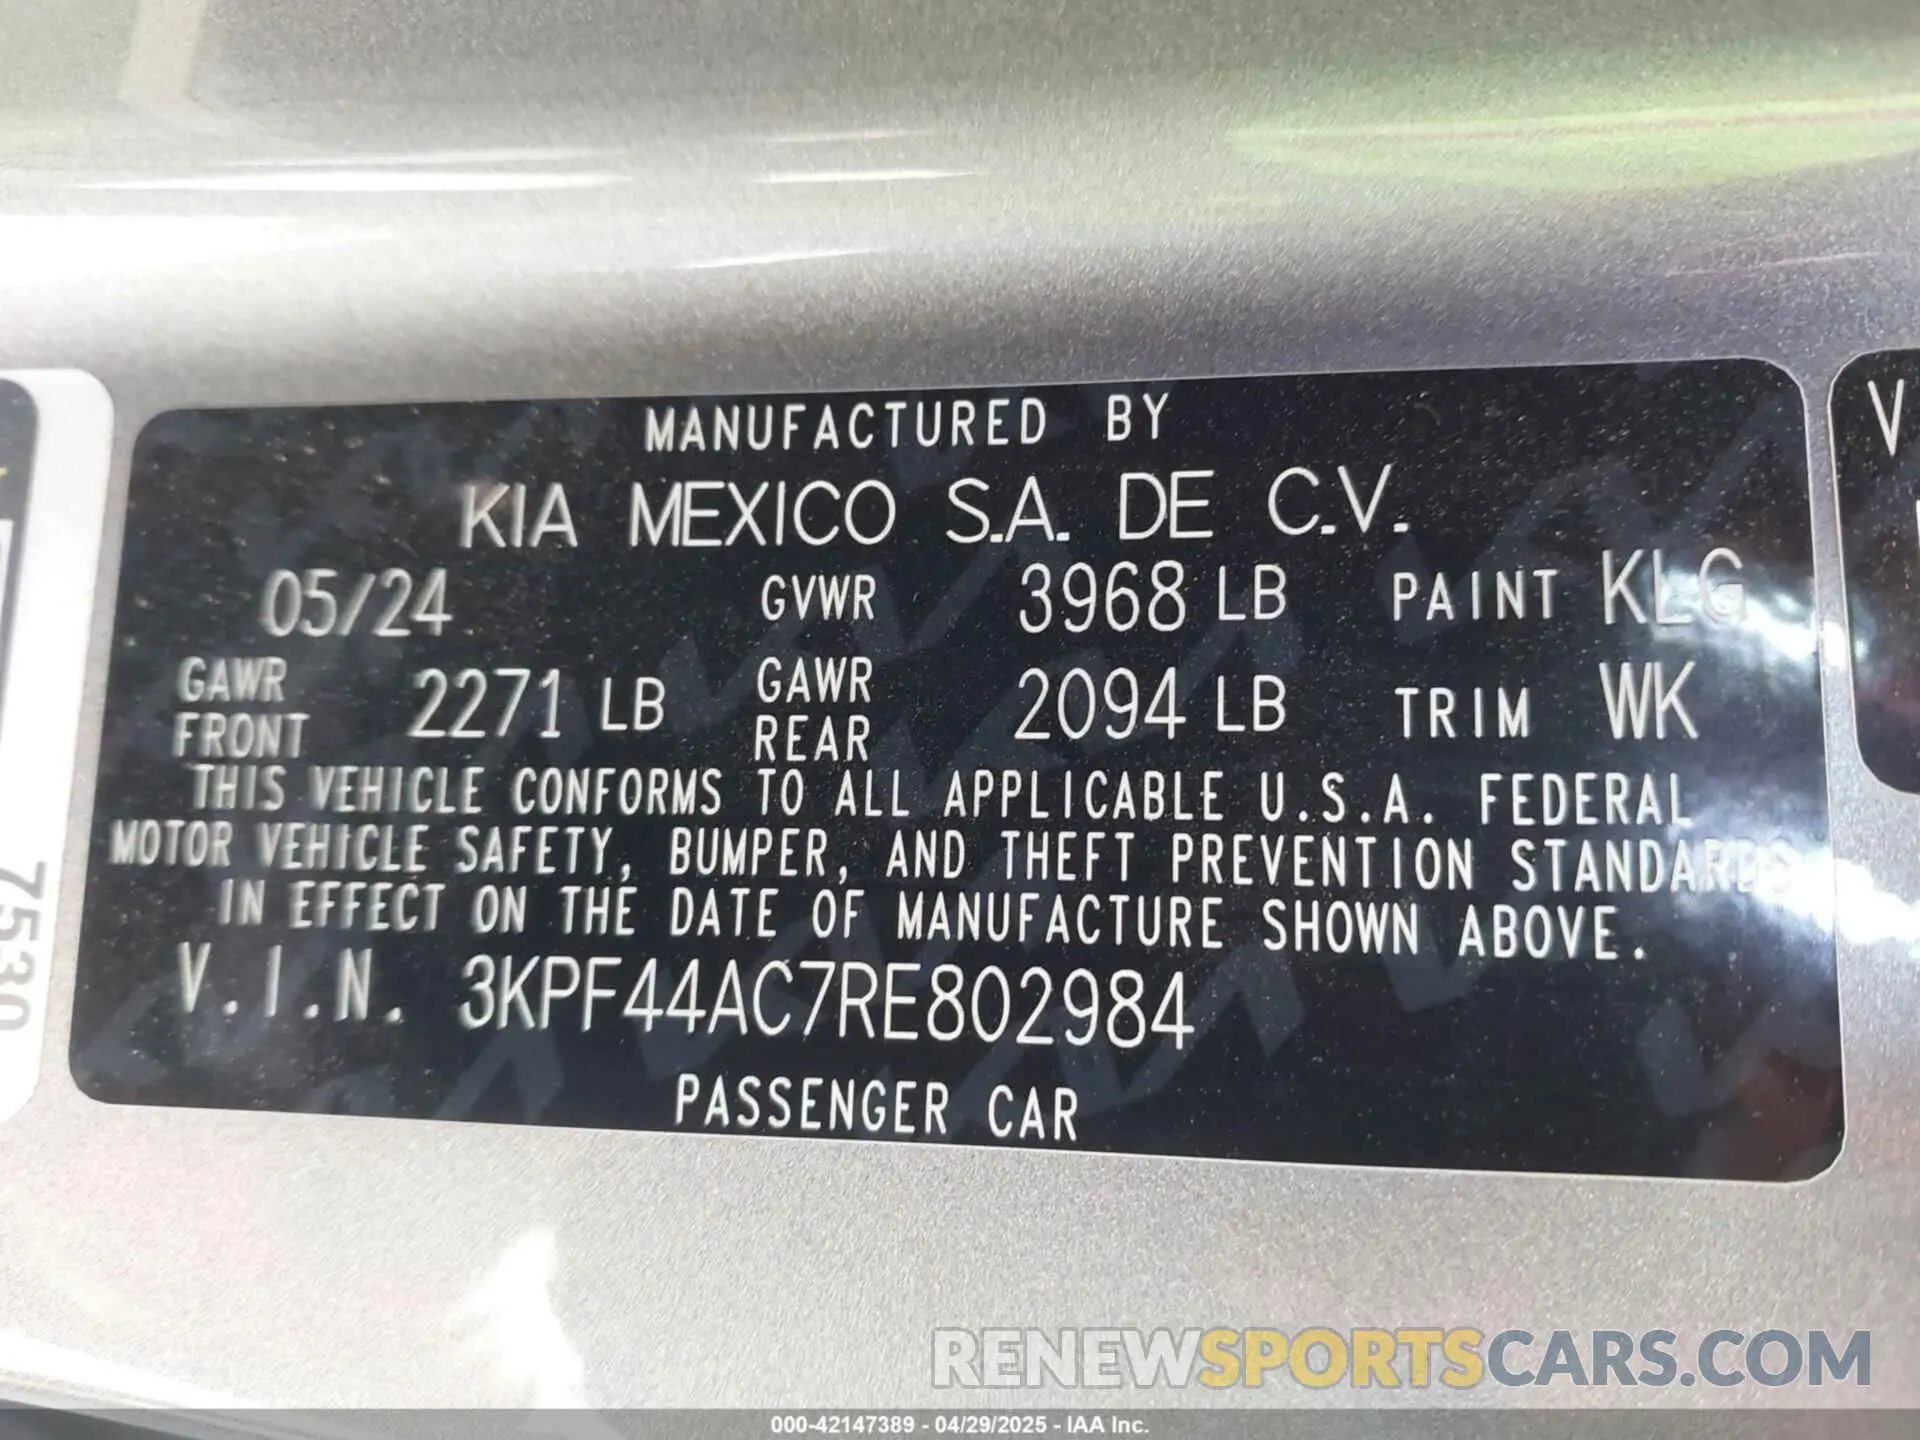 MANUFACTURED BY
KIA MEXICO S.A. DE C.V.
05/24 GVWR 3968 LB PAINT KLG
GAWR FRONT 2271 LB GAWR REAR 2094 LB TRIM WK
THIS VEHICLE CONFORMS TO ALL APPLICABLE U.S.A. FEDERAL
MOTOR VEHICLE SAFETY, BUMPER, AND THEFT PREVENTION STANDARDS
IN EFFECT ON THE DATE OF MANUFACTURE SHOWN ABOVE.
V.I.N. 3KPF44AC7RE802984
PASSENGER CAR
7530
V
RENEWSPORTSCARS.COM
000-42147389 - 04/29/2025 - IAA Inc.